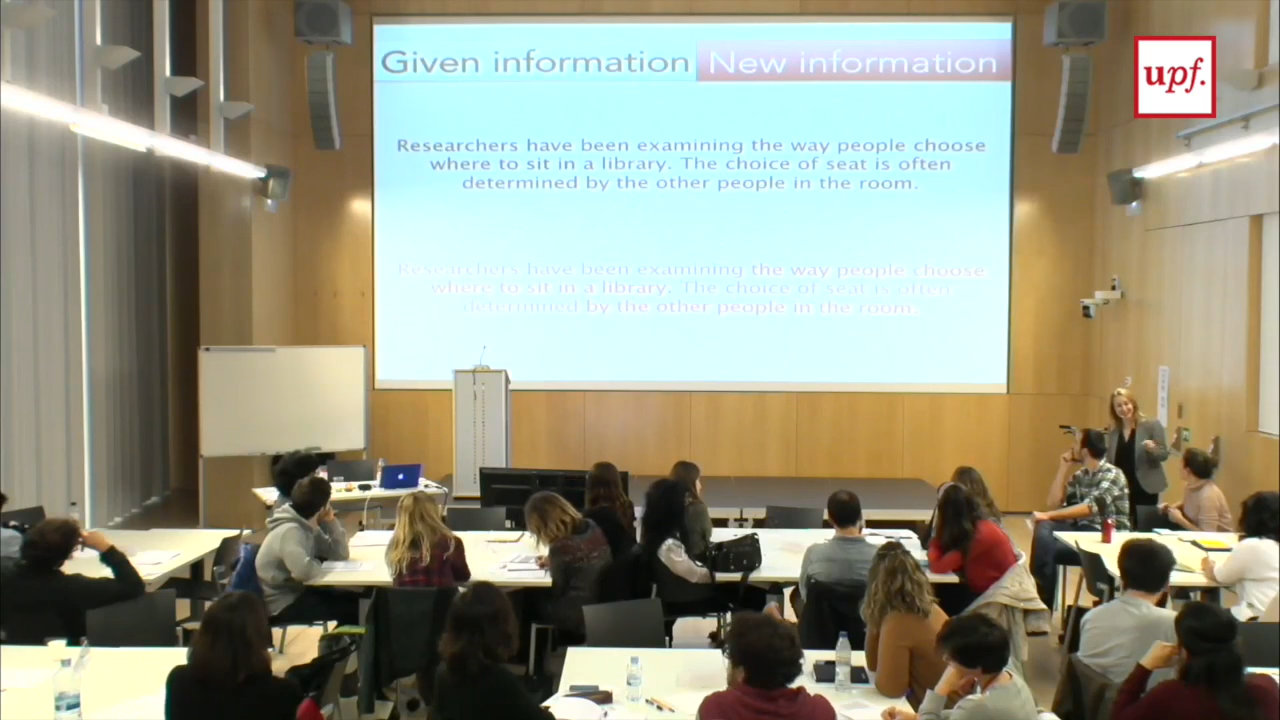 Given information New information
upf.
Researchers have been examining the way people choose
where to sit in a library. The choice of seat is often
determined by the other people in the room.
Researchers have been examining the way people choose
where to sit in a library. The choice of seat is often
determined by the other people in the room.